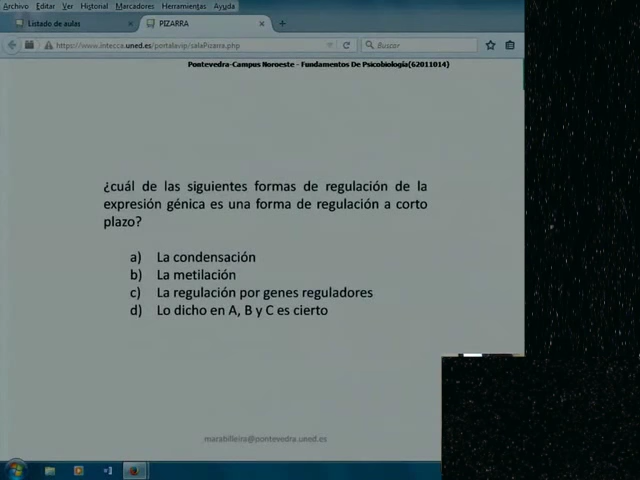 Archivo Editar Ver Historial Marcadores Herramientas Ayuda
Listado de aulas × PIZARRA × +
https://www.intecca.uned.es/portalavip/salaPizarra.php
Buscar
Pontevedra-Campus Noroeste - Fundamentos De Psicobiología(62011014)
¿cuál de las siguientes formas de regulación de la
expresión génica es una forma de regulación a corto
plazo?
a) La condensación
b) La metilación
c) La regulación por genes reguladores
d) Lo dicho en A, B y C es cierto
marabilleira@pontevedra.uned.es